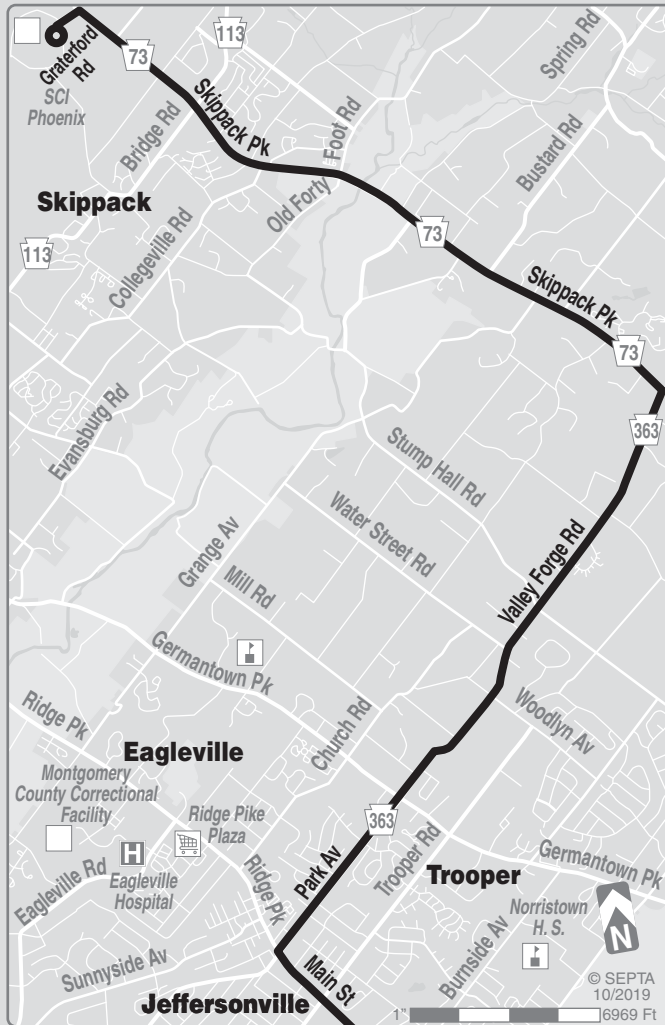 Graterford
Rd
SCI
Phoenix
73
113
Spring Rd
Bridge Rd
Skippack Pk
Foot Rd
Old Forty
Bustard Rd
Skippack
113
Collegeville Rd
73
Skippack Pk
73
363
Evansburg Rd
Stump Hall Rd
Water Street Rd
Grange Av
Mill Rd
Valley Forge Rd
Germantown Pk
Ridge Pk
Church Rd
Woodlyn Av
Eagleville
Montgomery
County Correctional
Facility
Ridge Pike
Plaza
363
H
Eagleville
Hospital
Eagleville Rd
Ridge Pk
Park Av
Trooper Rd
Trooper
Germantown Pk
Norristown
H. S.
Burnside Av
N
Sunnyside Av
Main St
Jeffersonville
© SEPTA
10/2019
1" 6969 Ft